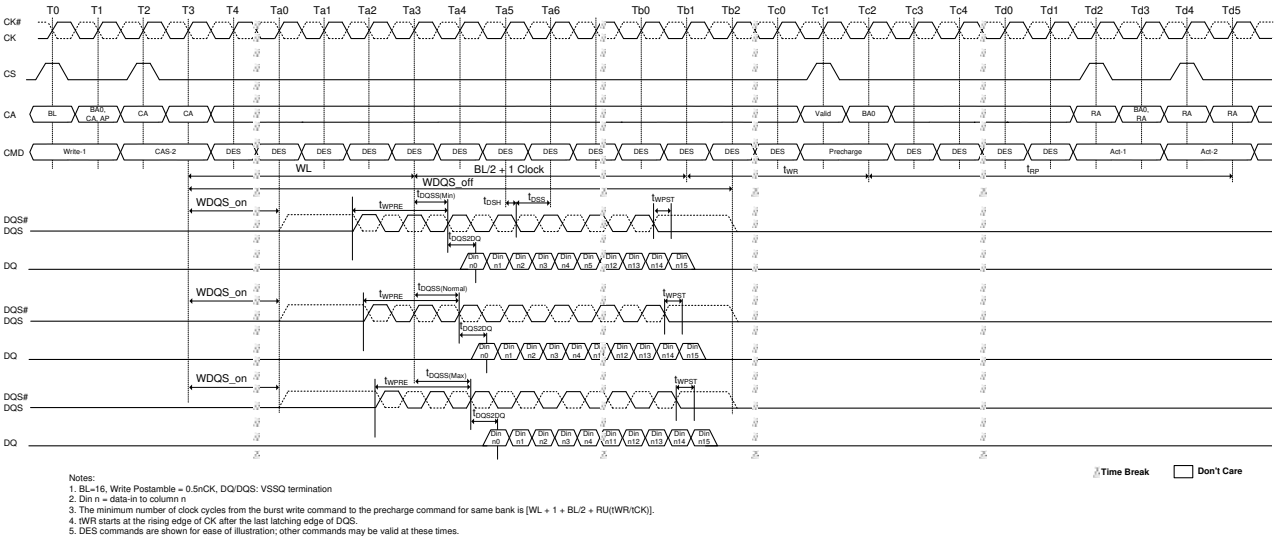 T0 T1 T2 T3 T4 Ta0 Ta1 Ta2 Ta3 Ta4 Ta5 Ta6 Tb0 Tb1 Tb2 Tc0 Tc1 Tc2 Tc3 Tc4 Td0 Td1 Td2 Td3 Td4 Td5
CK#
CK
CS
CA BL BA0, CA, AP CA CA Valid BA0 RA BA0, RA RA RA
CMD Write-1 CAS-2 DES DES DES DES DES DES DES DES DES DES DES DES Precharge DES DES DES DES Act-1 Act-2
WL BL/2 + 1 Clock tWR tRP
WDQS_off
WDQS_on tWPRE tDQSS(Min) tDSH tDSS tWPST
DQS#
DQS
tDQS2DQ
DQ Din n0 Din n1 Din n2 Din n3 Din n4 Din n5 Din n12 Din n13 Din n14 Din n15
WDQS_on tWPRE tDQSS(Normal) tWPST
DQS#
DQS
tDQS2DQ
DQ Din n0 Din n1 Din n2 Din n3 Din n4 Din n12 Din n13 Din n14 Din n15
WDQS_on tWPRE tDQSS(Max) tWPST
DQS#
DQS
tDQS2DQ
DQ Din n0 Din n1 Din n2 Din n3 Din n4 Din n11 Din n12 Din n13 Din n14 Din n15
Time Break Don't Care
Notes:
1. BL=16, Write Postamble = 0.5nCK, DQ/DQS: VSSQ termination
2. Din n = data-in to column n
3. The minimum number of clock cycles from the burst write command to the precharge command for same bank is [WL + 1 + BL/2 + RU(tWR/tCK)].
4. tWR starts at the rising edge of CK after the last latching edge of DQS.
5. DES commands are shown for ease of illustration; other commands may be valid at these times.